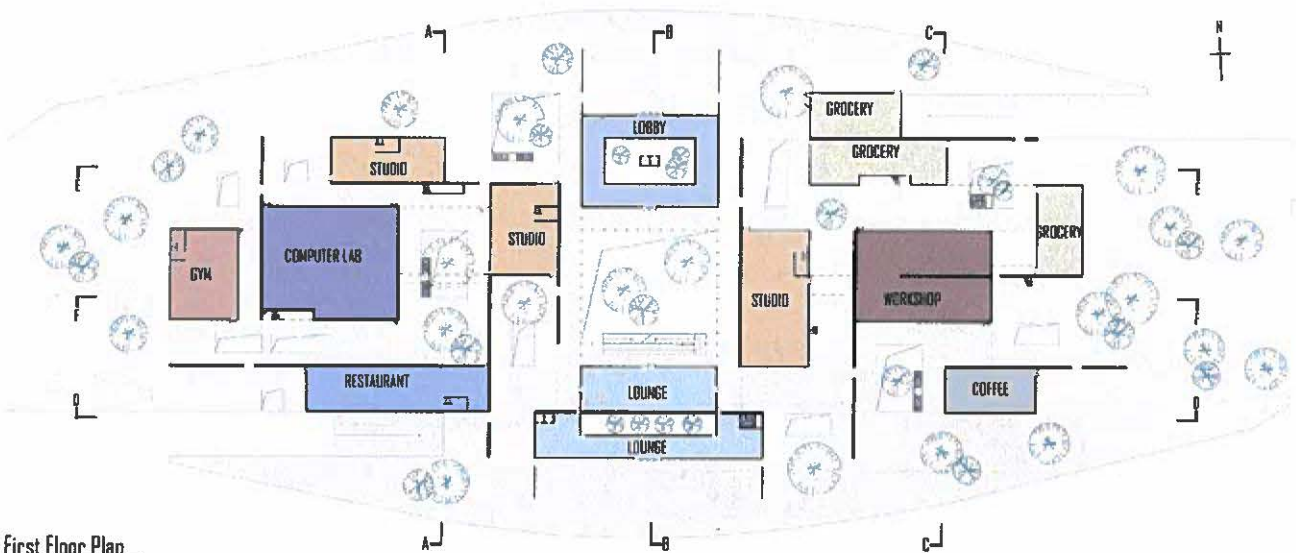 A B C N
GROCERY
LOBBY
GROCERY
STUDIO
STUDIO
GROCERY
COMPUTER LAB
GYM
STUDIO
WORKSHOP
RESTAURANT
LOUNGE
COFFEE
D D
LOUNGE
First Floor Plan
A B C